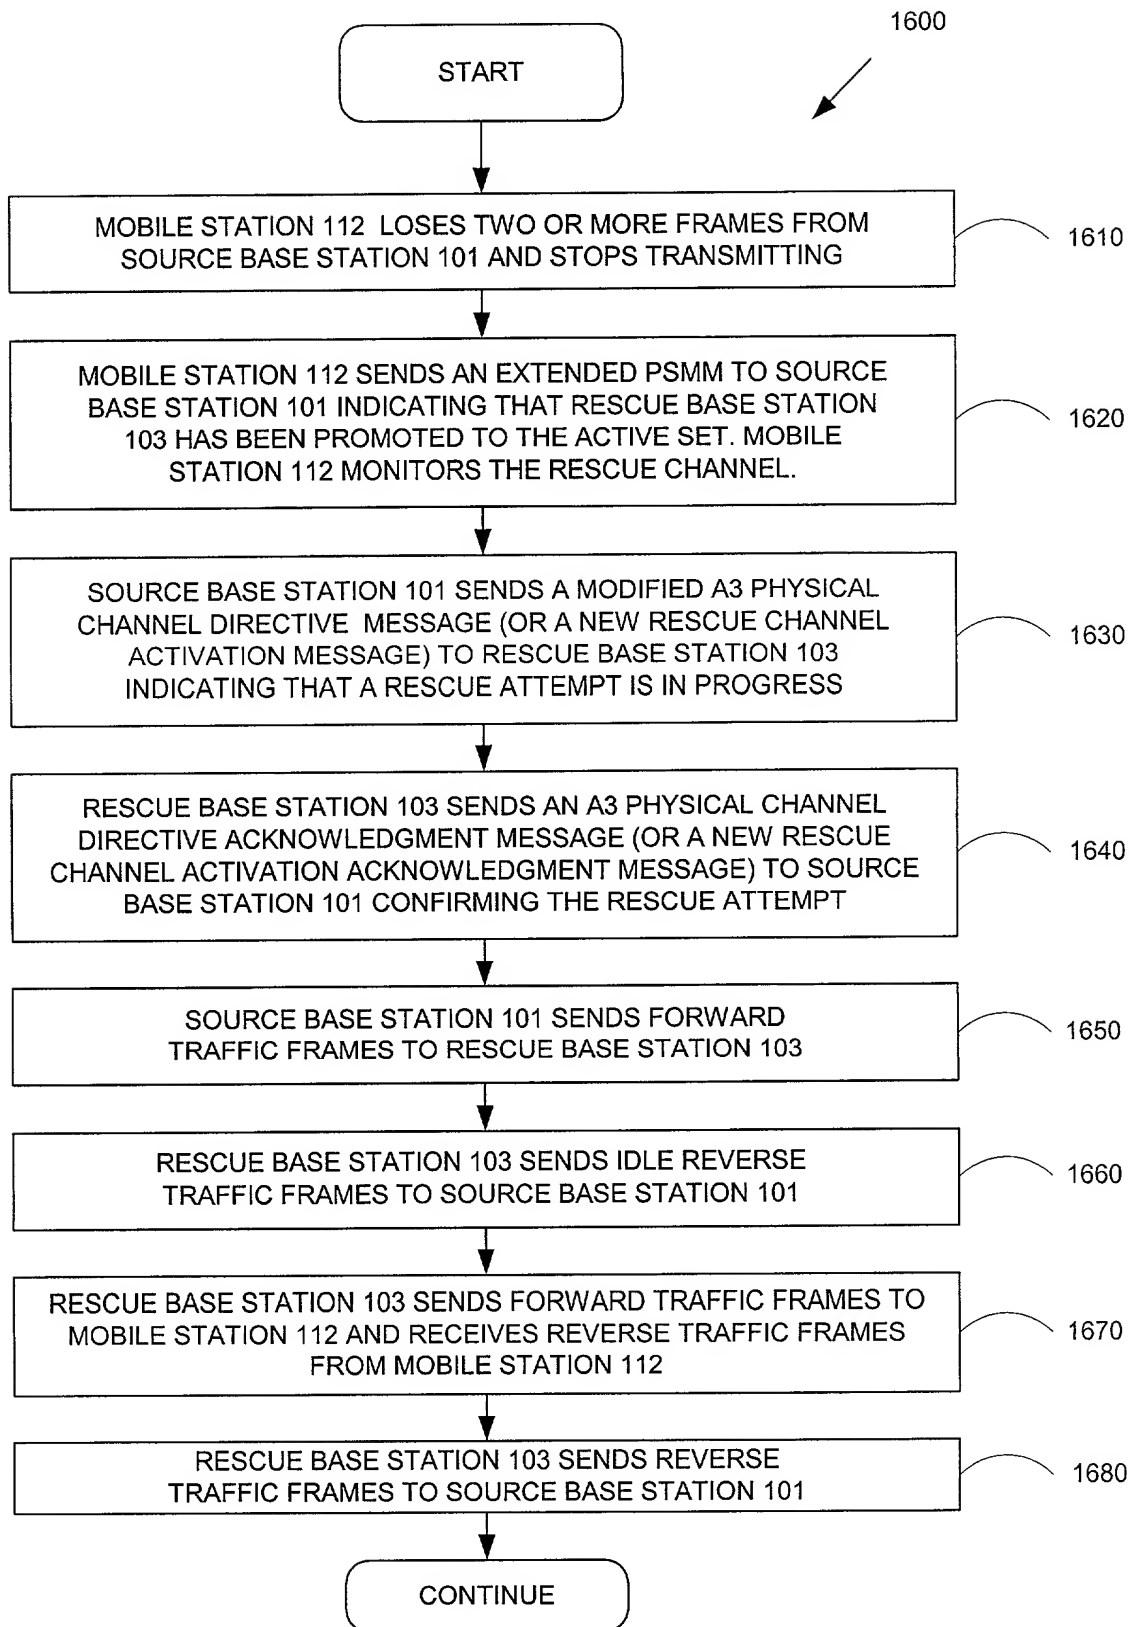 1600
START
MOBILE STATION 112 LOSES TWO OR MORE FRAMES FROM
SOURCE BASE STATION 101 AND STOPS TRANSMITTING
1610
MOBILE STATION 112 SENDS AN EXTENDED PSMM TO SOURCE
BASE STATION 101 INDICATING THAT RESCUE BASE STATION
103 HAS BEEN PROMOTED TO THE ACTIVE SET. MOBILE
STATION 112 MONITORS THE RESCUE CHANNEL.
1620
SOURCE BASE STATION 101 SENDS A MODIFIED A3 PHYSICAL
CHANNEL DIRECTIVE MESSAGE (OR A NEW RESCUE CHANNEL
ACTIVATION MESSAGE) TO RESCUE BASE STATION 103
INDICATING THAT A RESCUE ATTEMPT IS IN PROGRESS
1630
RESCUE BASE STATION 103 SENDS AN A3 PHYSICAL CHANNEL
DIRECTIVE ACKNOWLEDGMENT MESSAGE (OR A NEW RESCUE
CHANNEL ACTIVATION ACKNOWLEDGMENT MESSAGE) TO SOURCE
BASE STATION 101 CONFIRMING THE RESCUE ATTEMPT
1640
SOURCE BASE STATION 101 SENDS FORWARD
TRAFFIC FRAMES TO RESCUE BASE STATION 103
1650
RESCUE BASE STATION 103 SENDS IDLE REVERSE
TRAFFIC FRAMES TO SOURCE BASE STATION 101
1660
RESCUE BASE STATION 103 SENDS FORWARD TRAFFIC FRAMES TO
MOBILE STATION 112 AND RECEIVES REVERSE TRAFFIC FRAMES
FROM MOBILE STATION 112
1670
RESCUE BASE STATION 103 SENDS REVERSE
TRAFFIC FRAMES TO SOURCE BASE STATION 101
1680
CONTINUE